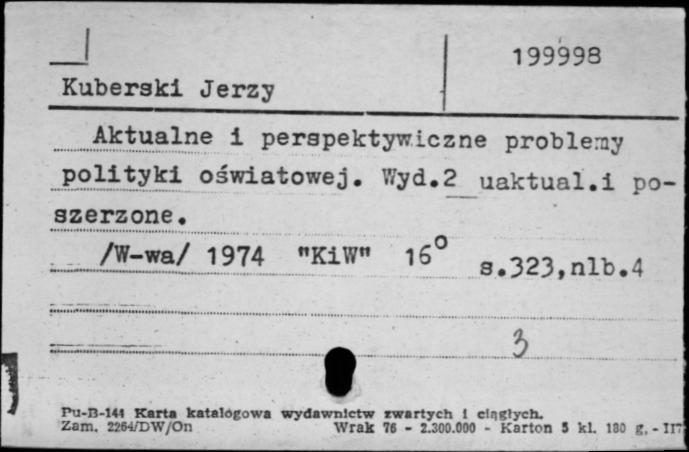 199998
Kuberski Jerzy
Aktualne i perspektywiczne problemy
polityki oświatowej. Wyd.2 uaktual.i po-
szerzone.
/W-wa/ 1974 "KiW" 16° s.323,nlb.4
3
Pu-B-144 Karta katalogowa wydawnictw zwartych i ciągłych.
Zam. 2264/DW/On Wrak 76 - 2.300.000 - Karton 5 kl. 180 g. - II7